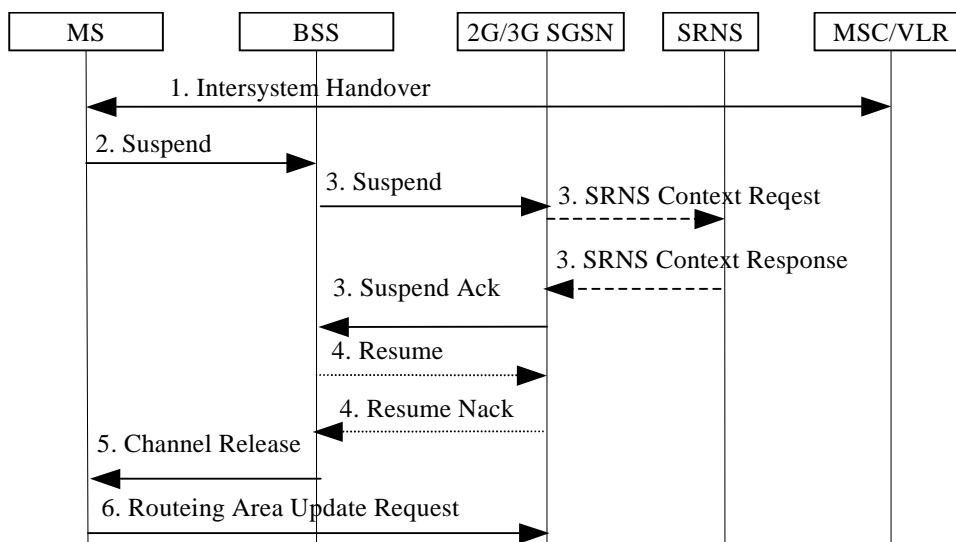 MS
BSS
2G/3G SGSN
SRNS
MSC/VLR
1. Intersystem Handover
2. Suspend
3. Suspend
3. SRNS Context Reqest
3. SRNS Context Response
3. Suspend Ack
4. Resume
4. Resume Nack
5. Channel Release
6. Routeing Area Update Request